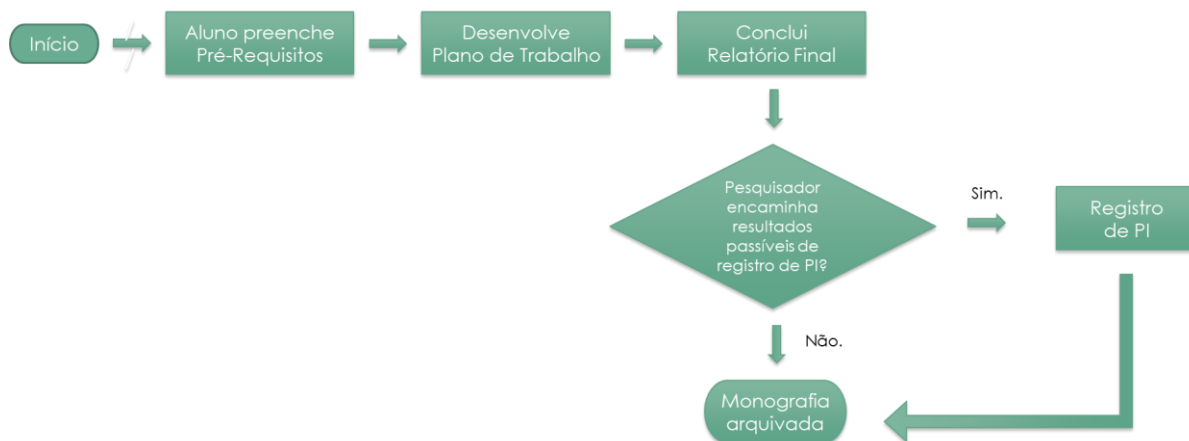 Início
Aluno preenche
Pré-Requisitos
Desenvolve
Plano de Trabalho
Conclui
Relatório Final
Pesquisador
encaminha
resultados
passíveis de
registro de PI?
Sim.
Registro
de PI
Não.
Monografia
arquivada